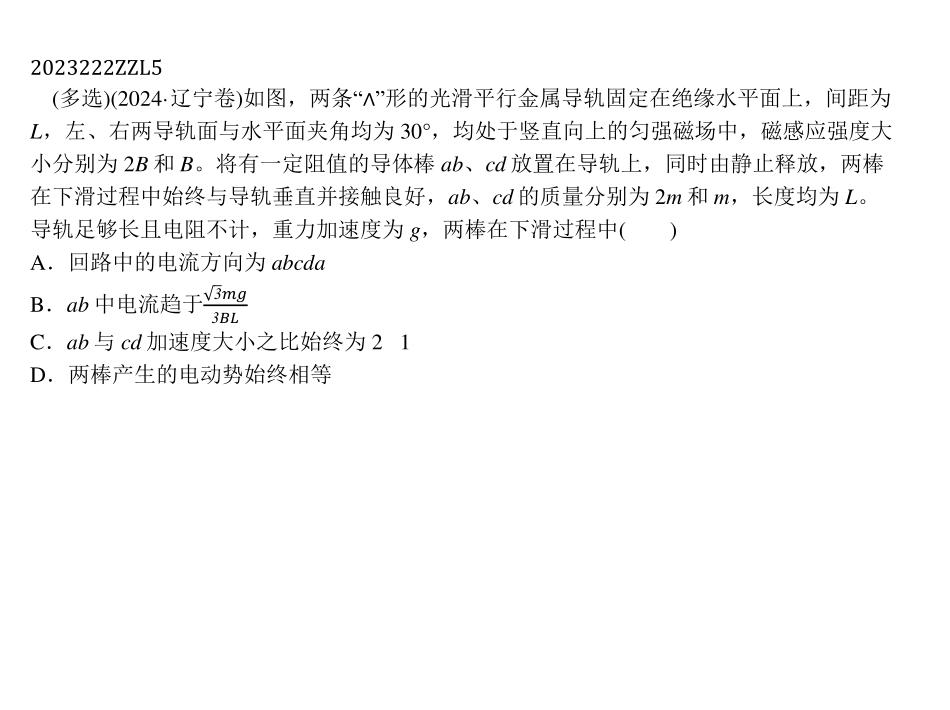 2023222ZZL5
(多选)(2024·辽宁卷)如图，两条“∧”形的光滑平行金属导轨固定在绝缘水平面上，间距为
L，左、右两导轨面与水平面夹角均为 30°，均处于竖直向上的匀强磁场中，磁感应强度大
小分别为 2B 和 B。将有一定阻值的导体棒 ab、cd 放置在导轨上，同时由静止释放，两棒
在下滑过程中始终与导轨垂直并接触良好，ab、cd 的质量分别为 2m 和 m，长度均为 L。
导轨足够长且电阻不计，重力加速度为 g，两棒在下滑过程中(　　)
A．回路中的电流方向为 abcda
B．ab 中电流趋于 √3mg/3BL
C．ab 与 cd 加速度大小之比始终为 2 1
D．两棒产生的电动势始终相等